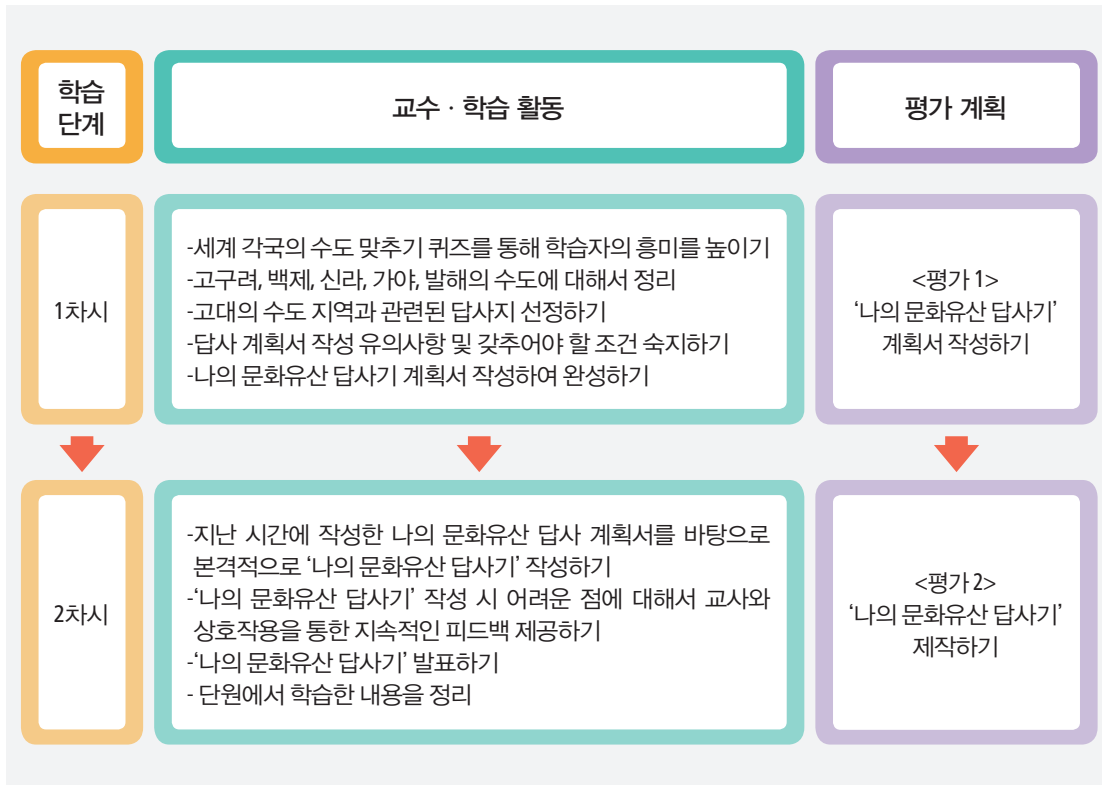 학습
단계
교수 · 학습 활동
평가 계획
1차시
-세계 각국의 수도 맞추기 퀴즈를 통해 학습자의 흥미를 높이기
-고구려, 백제, 신라, 가야, 발해의 수도에 대해서 정리
-고대의 수도 지역과 관련된 답사지 선정하기
-답사 계획서 작성 유의사항 및 갖추어야 할 조건 숙지하기
-나의 문화유산 답사기 계획서 작성하여 완성하기
<평가 1>
‘나의 문화유산 답사기’
계획서 작성하기
2차시
-지난 시간에 작성한 나의 문화유산 답사 계획서를 바탕으로
본격적으로 ‘나의 문화유산 답사기’ 작성하기
-‘나의 문화유산 답사기’ 작성 시 어려운 점에 대해서 교사와
상호작용을 통한 지속적인 피드백 제공하기
-‘나의 문화유산 답사기’ 발표하기
- 단원에서 학습한 내용을 정리
<평가 2>
‘나의 문화유산 답사기’
제작하기